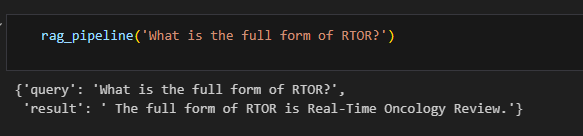 rag_pipeline('What is the full form of RTOR?')
{'query': 'What is the full form of RTOR?',
 'result': ' The full form of RTOR is Real-Time Oncology Review.'}